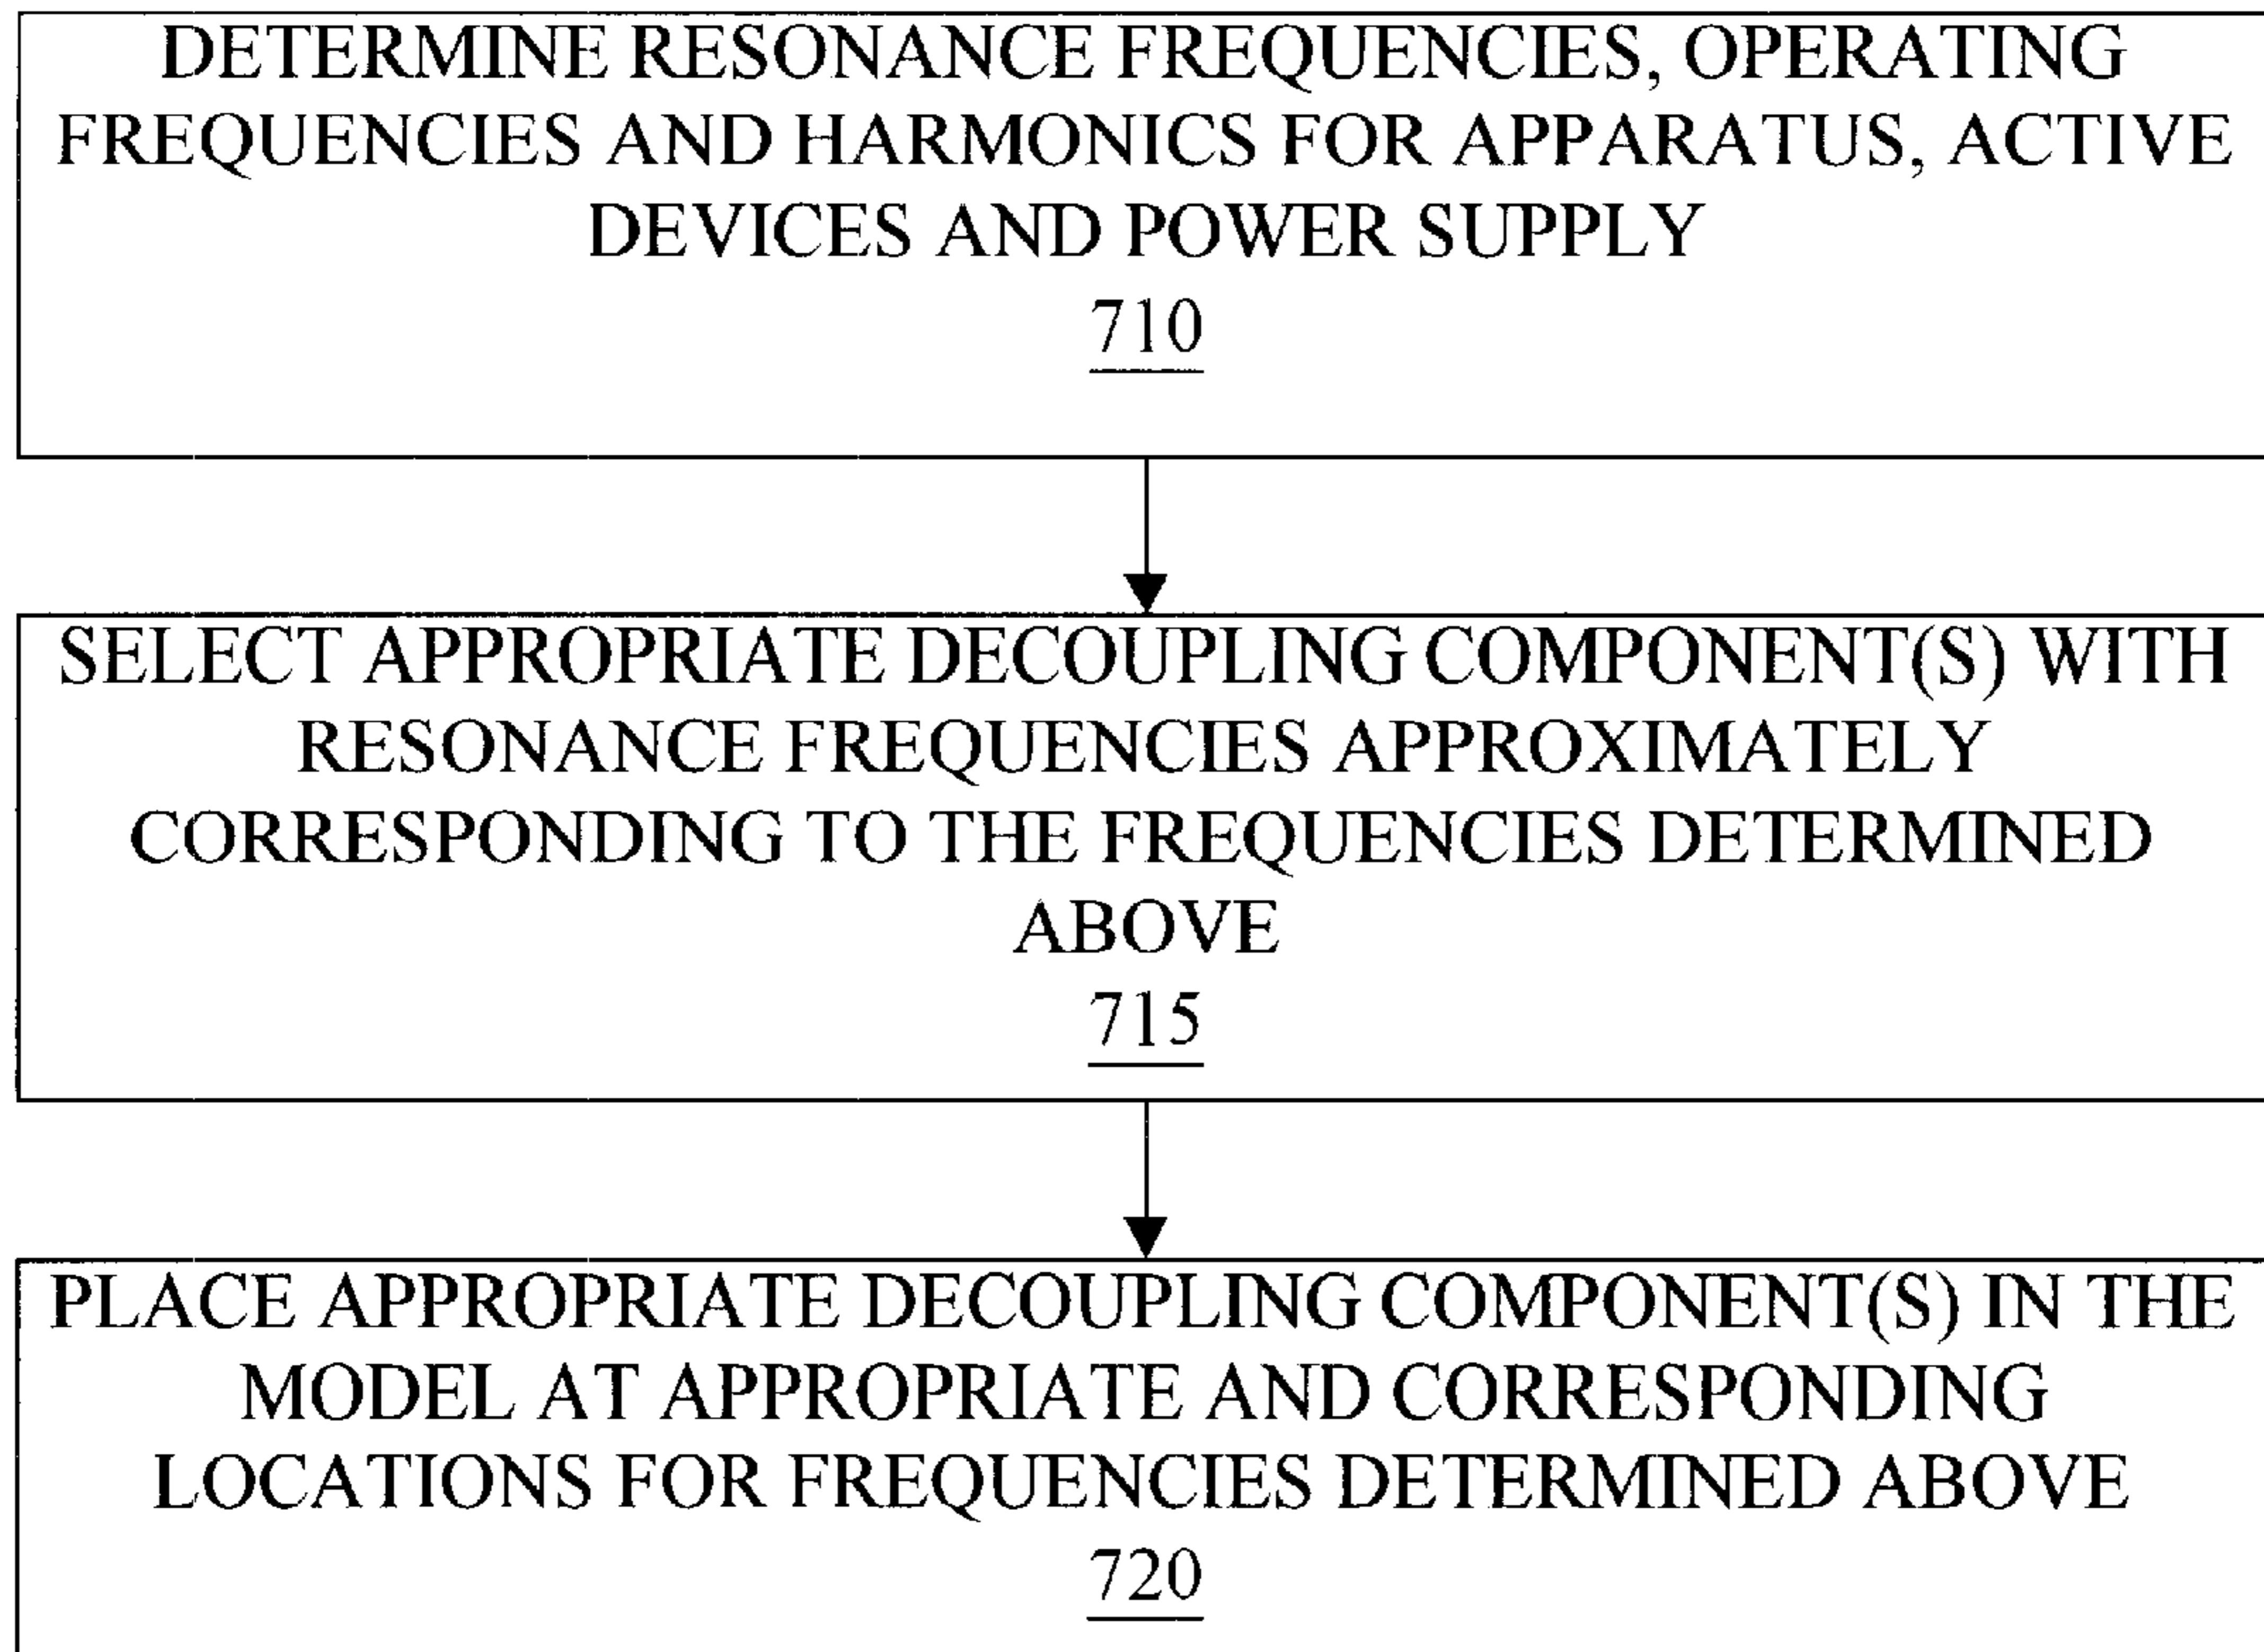 DETERMINE RESONANCE FREQUENCIES, OPERATING
FREQUENCIES AND HARMONICS FOR APPARATUS, ACTIVE
DEVICES AND POWER SUPPLY
710
SELECT APPROPRIATE DECOUPLING COMPONENT(S) WITH
RESONANCE FREQUENCIES APPROXIMATELY
CORRESPONDING TO THE FREQUENCIES DETERMINED
ABOVE
715
PLACE APPROPRIATE DECOUPLING COMPONENT(S) IN THE
MODEL AT APPROPRIATE AND CORRESPONDING
LOCATIONS FOR FREQUENCIES DETERMINED ABOVE
720